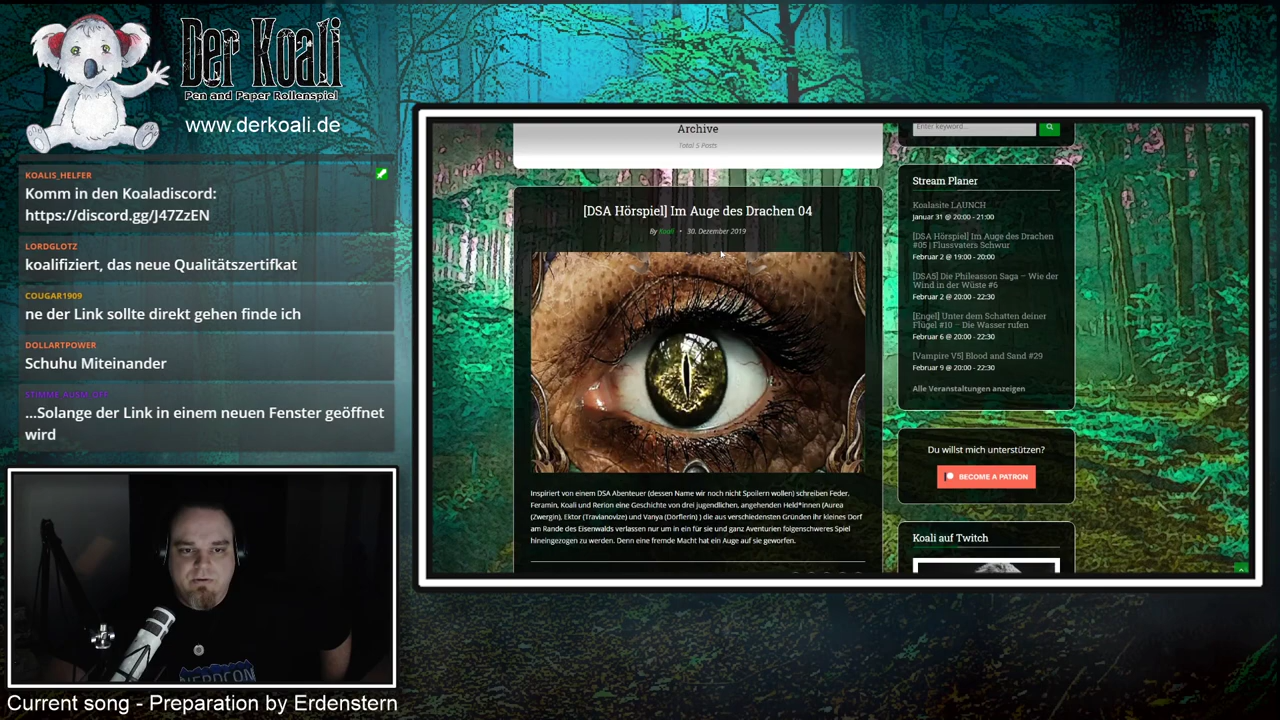 Der Koali
Pen and Paper Rollenspiel
www.derkoali.de
KOALIS_HELFER
Komm in den Koaladiscord:
https://discord.gg/J47ZzEN
LORDGLOTZ
koalifiziert, das neue Qualitätszertifkat
COUGAR1909
ne der Link sollte direkt gehen finde ich
DOLLARTPOWER
Schuhu Miteinander
STIMME_AUSM_OFF
...Solange der Link in einem neuen Fenster geöffnet
wird
Current song - Preparation by Erdenstern
Archive
Total 5 Posts
[DSA Hörspiel] Im Auge des Drachen 04
By Koali • 30. Dezember 2019
Inspiriert von einem DSA Abenteuer (dessen Name wir noch nicht Spoilern wollen) schreiben Feder,
Feramin, Koali und Rerion eine Geschichte von drei jugendlichen, angehenden Held*innen (Aurea
(Zwergin), Ektor (Travianovize) und Vanya (Dörflerin) ) die aus verschiedensten Gründen ihr kleines Dorf
am Rande des Eisenwalds verlassen nur um in ein für sie und ganz Aventurien folgenschweres Spiel
hineingezogen zu werden. Denn eine fremde Macht hat ein Auge auf sie geworfen.
Enter keyword...
Stream Planer
Koalasite LAUNCH
Januar 31 @ 20:00 - 21:00
[DSA Hörspiel] Im Auge des Drachen
#05 | Flussvaters Schwur
Februar 2 @ 19:00 - 20:00
[DSA5] Die Phileasson Saga – Wie der
Wind in der Wüste #6
Februar 2 @ 20:00 - 22:30
[Engel] Unter dem Schatten deiner
Flügel #10 – Die Wasser rufen
Februar 6 @ 20:00 - 22:30
[Vampire V5] Blood and Sand #29
Februar 9 @ 20:00 - 22:30
Alle Veranstaltungen anzeigen
Du willst mich unterstützen?
BECOME A PATRON
Koali auf Twitch